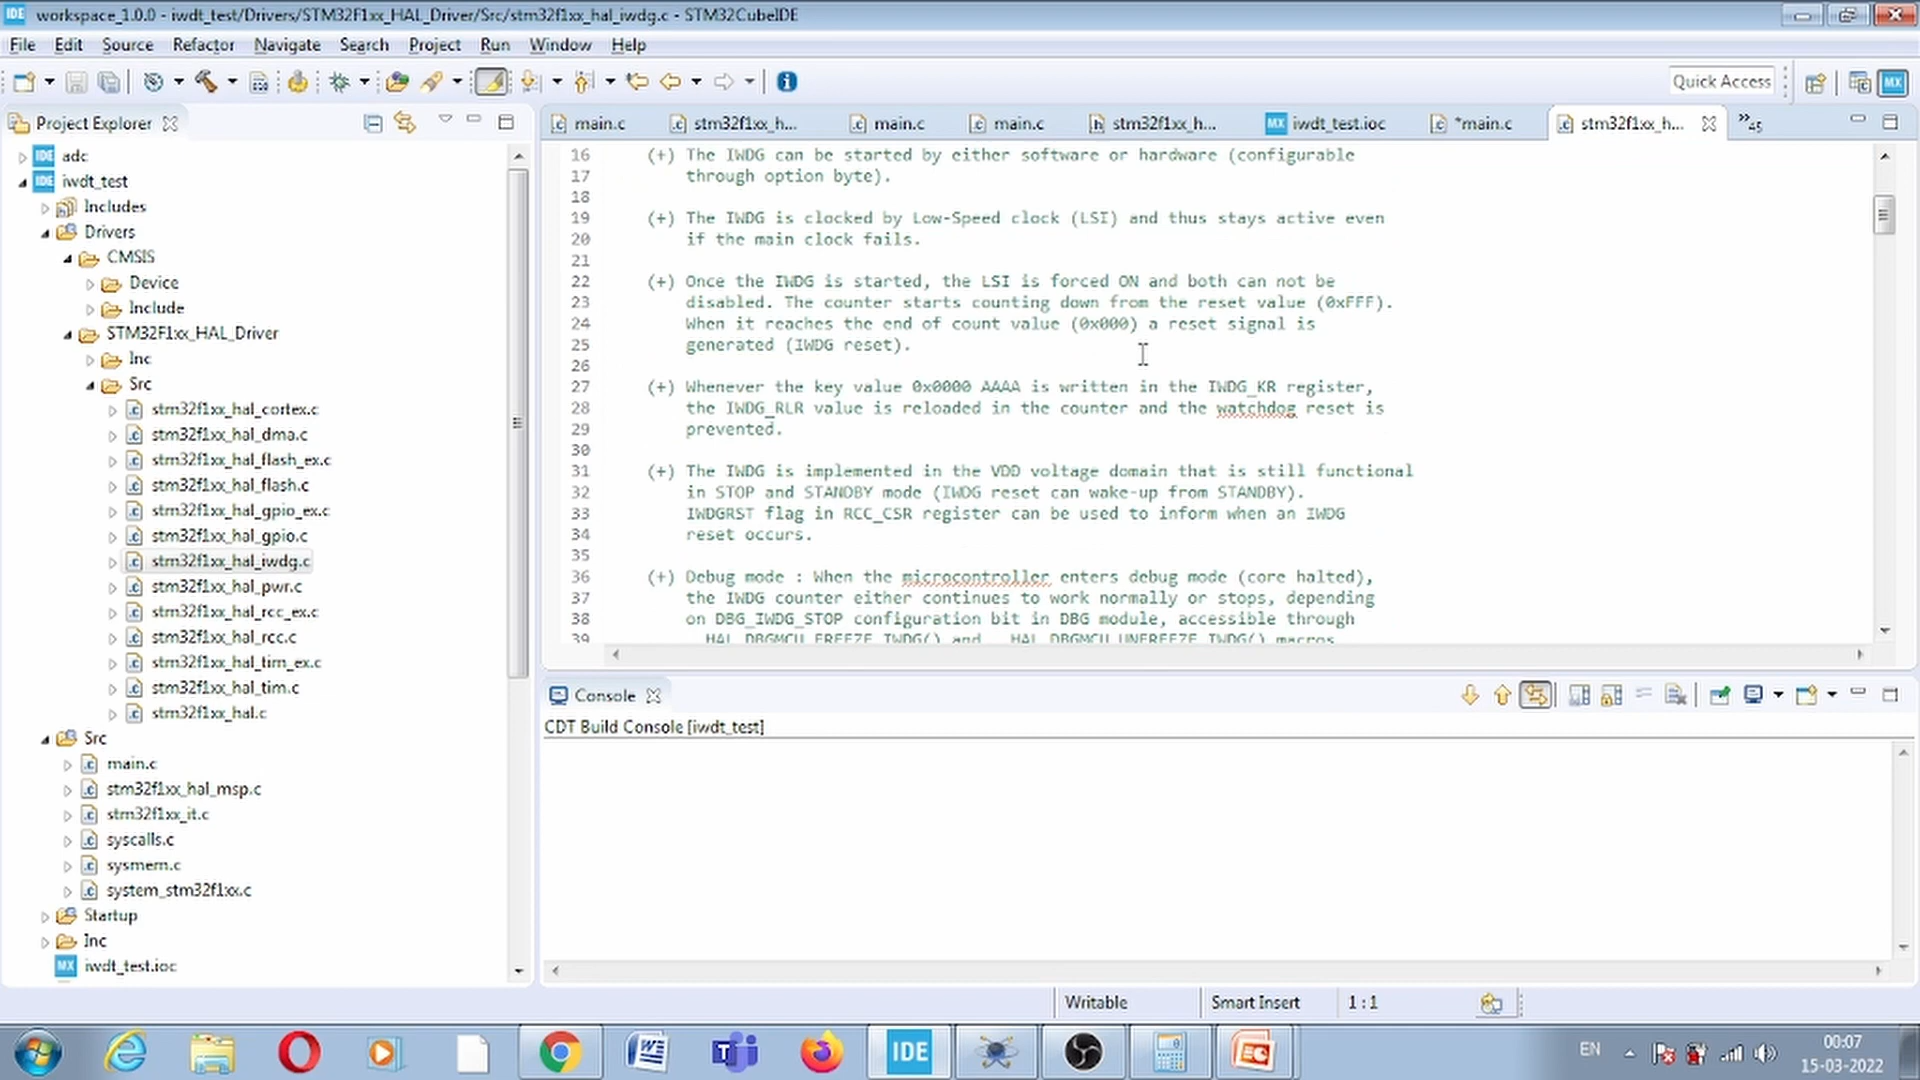 workspace_1.0.0 - iwdt_test/Drivers/STM32F1xx_HAL_Driver/Src/stm32f1xx_hal_iwdg.c - STM32CubeIDE
File Edit Source Refactor Navigate Search Project Run Window Help
Quick Access
Project Explorer
adc
iwdt_test
Includes
Drivers
CMSIS
Device
Include
STM32F1xx_HAL_Driver
Inc
Src
stm32f1xx_hal_cortex.c
stm32f1xx_hal_dma.c
stm32f1xx_hal_flash_ex.c
stm32f1xx_hal_flash.c
stm32f1xx_hal_gpio_ex.c
stm32f1xx_hal_gpio.c
stm32f1xx_hal_iwdg.c
stm32f1xx_hal_pwr.c
stm32f1xx_hal_rcc_ex.c
stm32f1xx_hal_rcc.c
stm32f1xx_hal_tim_ex.c
stm32f1xx_hal_tim.c
stm32f1xx_hal.c
Src
main.c
stm32f1xx_hal_msp.c
stm32f1xx_it.c
syscalls.c
sysmem.c
system_stm32f1xx.c
Startup
Inc
iwdt_test.ioc
main.c stm32f1xx_h... main.c main.c stm32f1xx_h... iwdt_test.ioc *main.c stm32f1xx_h... »45
16 (+) The IWDG can be started by either software or hardware (configurable
17 through option byte).
18
19 (+) The IWDG is clocked by Low-Speed clock (LSI) and thus stays active even
20 if the main clock fails.
21
22 (+) Once the IWDG is started, the LSI is forced ON and both can not be
23 disabled. The counter starts counting down from the reset value (0xFFF).
24 When it reaches the end of count value (0x000) a reset signal is
25 generated (IWDG reset).
26
27 (+) Whenever the key value 0x0000 AAAA is written in the IWDG_KR register,
28 the IWDG_RLR value is reloaded in the counter and the watchdog reset is
29 prevented.
30
31 (+) The IWDG is implemented in the VDD voltage domain that is still functional
32 in STOP and STANDBY mode (IWDG reset can wake-up from STANDBY).
33 IWDGRST flag in RCC_CSR register can be used to inform when an IWDG
34 reset occurs.
35
36 (+) Debug mode : When the microcontroller enters debug mode (core halted),
37 the IWDG counter either continues to work normally or stops, depending
38 on DBG_IWDG_STOP configuration bit in DBG module, accessible through
39 __HAL_DBGMCU_FREEZE_IWDG() and __HAL_DBGMCU_UNFREEZE_IWDG() macros
Console
CDT Build Console [iwdt_test]
Writable Smart Insert 1 : 1
EN
00:07
15-03-2022